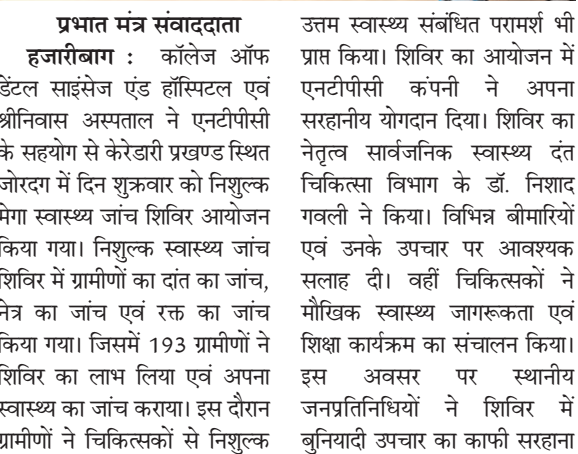 प्रभात मंत्र संवाददाता
हजारीबाग : कॉलेज ऑफ
डेंटल साइंसेज एंड हॉस्पिटल एवं
श्रीनिवास अस्पताल ने एनटीपीसी
के सहयोग से केरेडारी प्रखण्ड स्थित
जोरदग में दिन शुक्रवार को निशुल्क
मेगा स्वास्थ्य जांच शिविर आयोजन
किया गया। निशुल्क स्वास्थ्य जांच
शिविर में ग्रामीणों का दांत का जांच,
नेत्र का जांच एवं रक्त का जांच
किया गया। जिसमें 193 ग्रामीणों ने
शिविर का लाभ लिया एवं अपना
स्वास्थ्य का जांच कराया। इस दौरान
ग्रामीणों ने चिकित्सकों से निशुल्क
उत्तम स्वास्थ्य संबंधित परामर्श भी
प्राप्त किया। शिविर का आयोजन में
एनटीपीसी कंपनी ने अपना
सरहानीय योगदान दिया। शिविर का
नेतृत्व सार्वजनिक स्वास्थ्य दंत
चिकित्सा विभाग के डॉ. निशाद
गवली ने किया। विभिन्न बीमारियों
एवं उनके उपचार पर आवश्यक
सलाह दी। वहीं चिकित्सकों ने
मौखिक स्वास्थ्य जागरूकता एवं
शिक्षा कार्यक्रम का संचालन किया।
इस अवसर पर स्थानीय
जनप्रतिनिधियों ने शिविर में
बुनियादी उपचार का काफी सरहाना